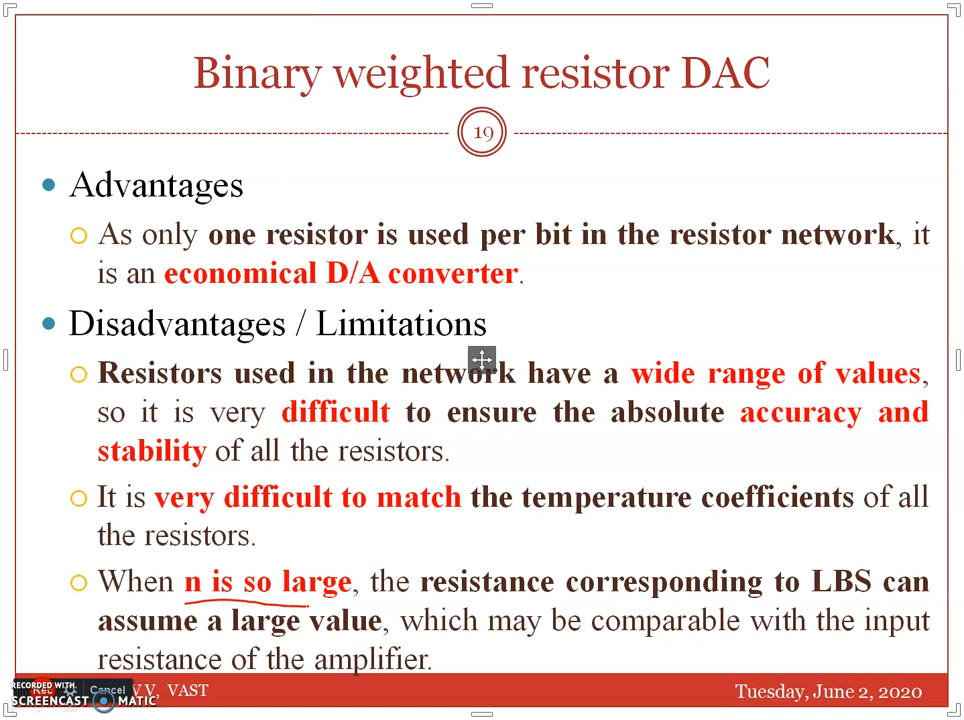 Binary weighted resistor DAC
19
Advantages
As only one resistor is used per bit in the resistor network, it
is an economical D/A converter.
Disadvantages / Limitations
Resistors used in the network have a wide range of values,
so it is very difficult to ensure the absolute accuracy and
stability of all the resistors.
It is very difficult to match the temperature coefficients of all
the resistors.
When n is so large, the resistance corresponding to LBS can
assume a large value, which may be comparable with the input
resistance of the amplifier.
RECORDED WITH
Rec Cancel V V, VAST
SCREENCAST MATIC
Tuesday, June 2, 2020